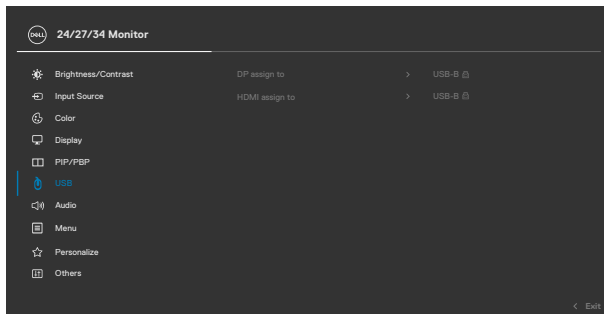 DELL 24/27/34 Monitor
Brightness/Contrast DP assign to > USB-B
Input Source HDMI assign to > USB-B
Color
Display
PIP/PBP
USB
Audio
Menu
Personalize
Others
< Exit